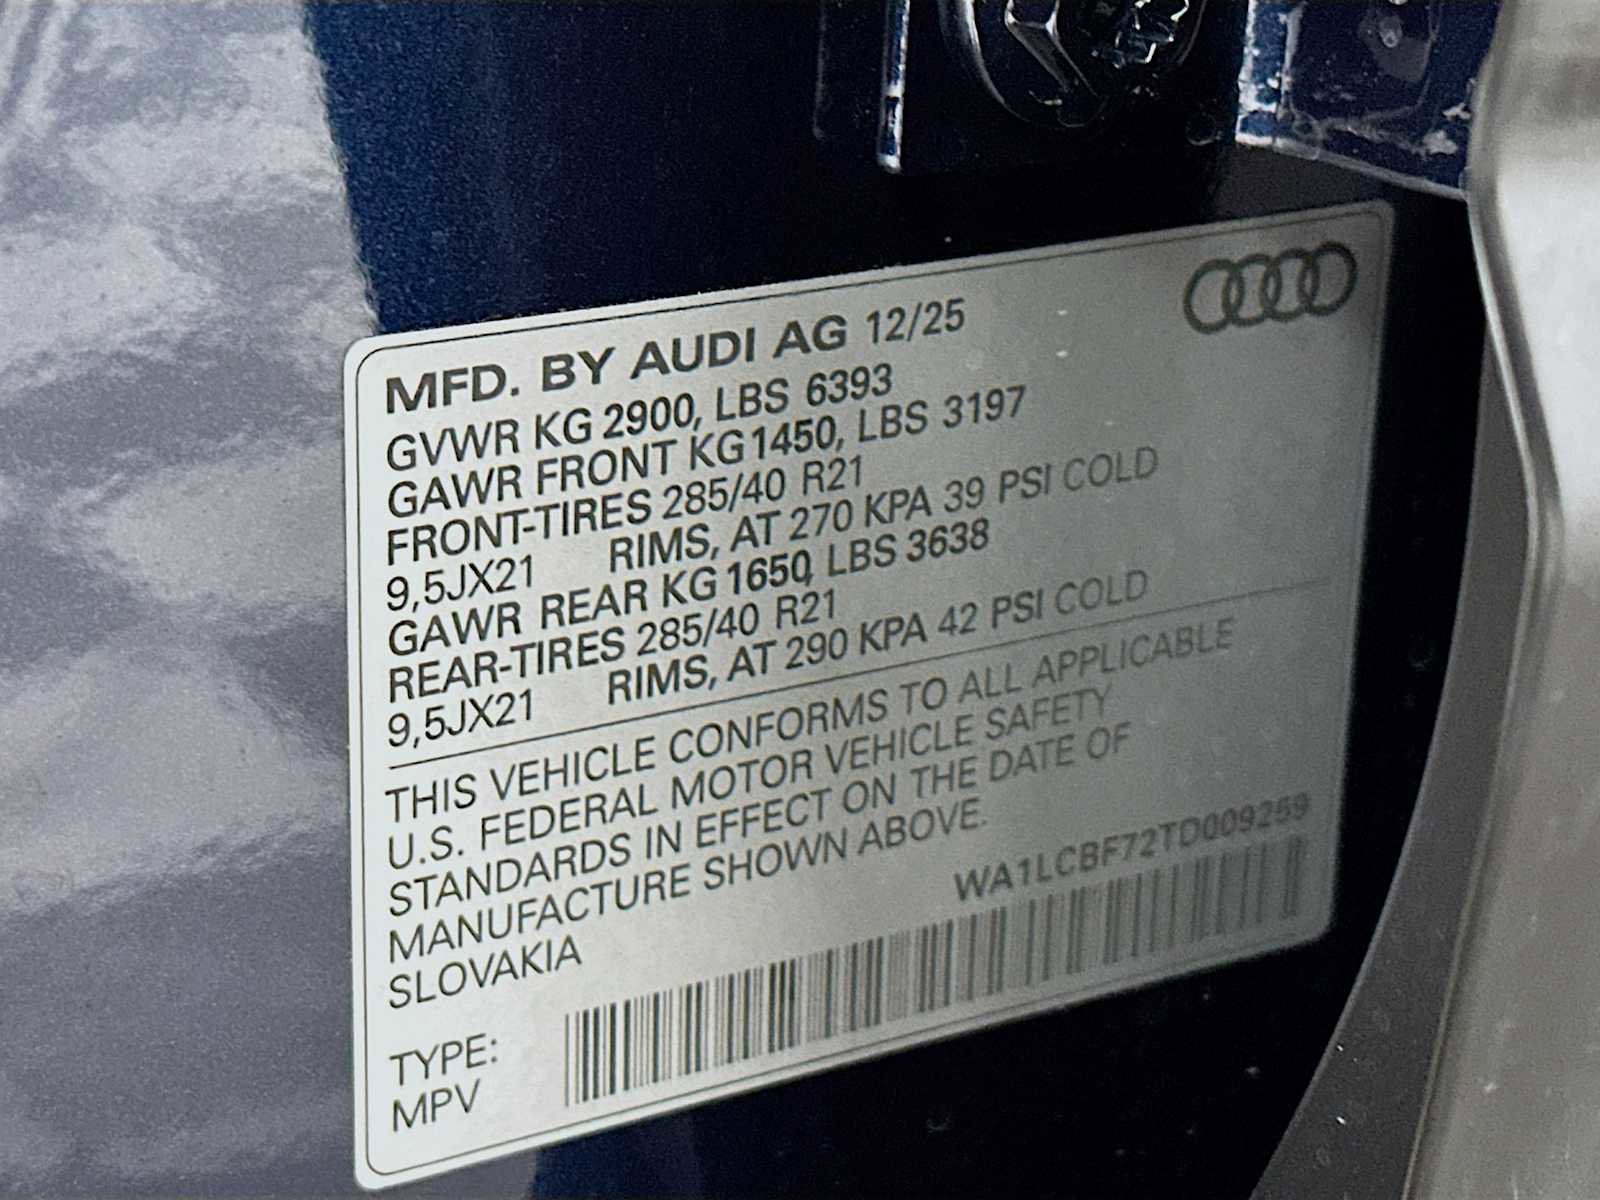 MFD. BY AUDI AG 12/25
GVWR KG 2900, LBS 6393
GAWR FRONT KG 1450, LBS 3197
FRONT-TIRES 285/40 R21
9,5JX21 RIMS, AT 270 KPA 39 PSI COLD
GAWR REAR KG 1650, LBS 3638
REAR-TIRES 285/40 R21
9,5JX21 RIMS, AT 290 KPA 42 PSI COLD
THIS VEHICLE CONFORMS TO ALL APPLICABLE
U.S. FEDERAL MOTOR VEHICLE SAFETY
STANDARDS IN EFFECT ON THE DATE OF
MANUFACTURE SHOWN ABOVE.
SLOVAKIA
WA1LCBF72TD009259
TYPE:
MPV